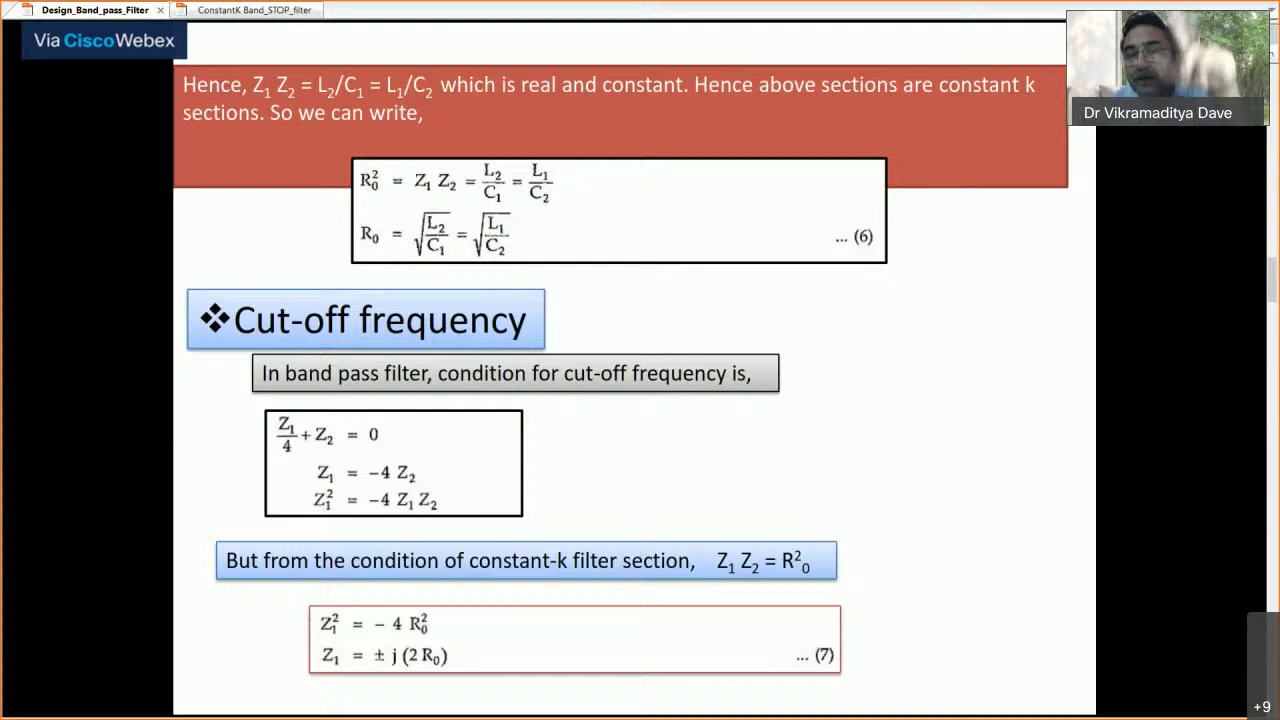 Design_Band_pass_Filter × ConstantK Band_STOP_filter
Via Cisco Webex
Hence, Z₁ Z₂ = L₂/C₁ = L₁/C₂ which is real and constant. Hence above sections are constant k
sections. So we can write,
Dr Vikramaditya Dave
R₀² = Z₁ Z₂ = L₂/C₁ = L₁/C₂
R₀ = √(L₂/C₁) = √(L₁/C₂) ... (6)
❖Cut-off frequency
In band pass filter, condition for cut-off frequency is,
Z₁/4 + Z₂ = 0
Z₁ = −4 Z₂
Z₁² = −4 Z₁ Z₂
But from the condition of constant-k filter section, Z₁ Z₂ = R²₀
Z₁² = − 4 R₀²
Z₁ = ± j (2 R₀) ... (7)
+9